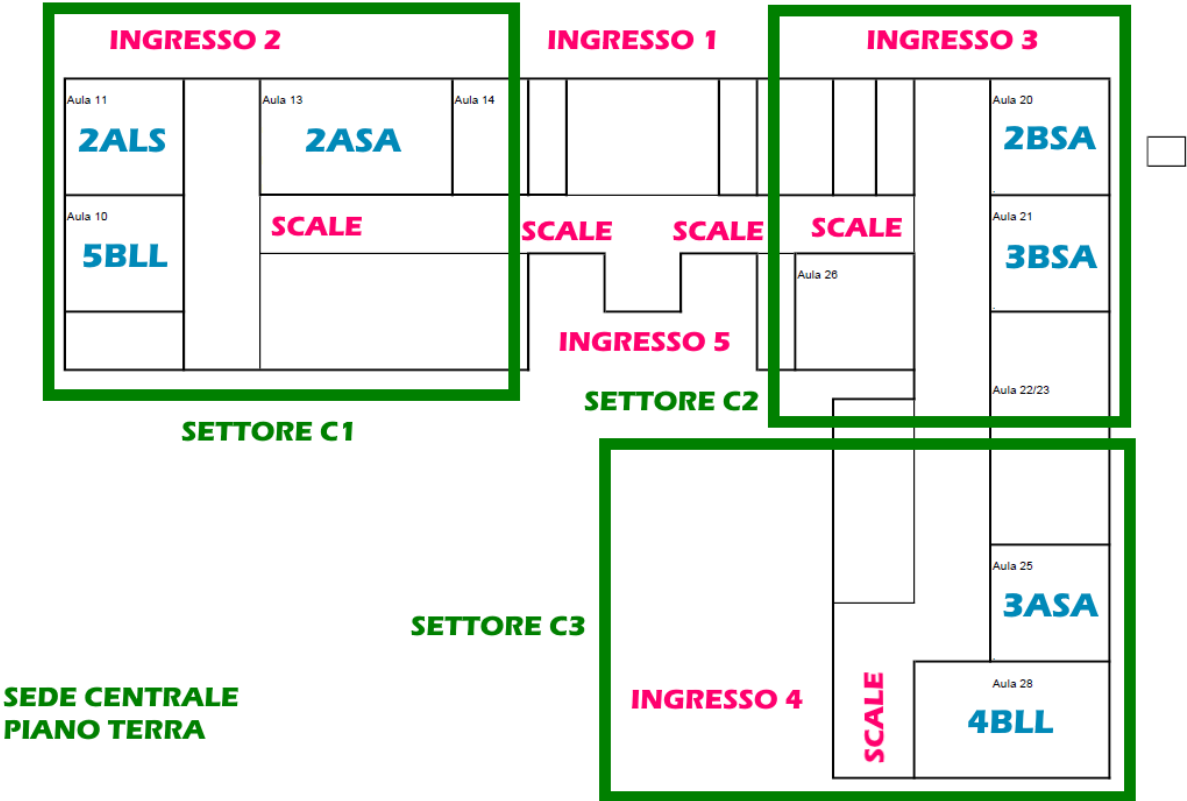 INGRESSO 2
INGRESSO 1
INGRESSO 3
Aula 11
2ALS
Aula 13
2ASA
Aula 14
Aula 20
2BSA
Aula 10
5BLL
SCALE
SCALE
SCALE
SCALE
Aula 21
3BSA
Aula 26
INGRESSO 5
Aula 22/23
SETTORE C2
SETTORE C1
Aula 25
3ASA
SETTORE C3
SEDE CENTRALE
PIANO TERRA
INGRESSO 4
SCALE
Aula 28
4BLL